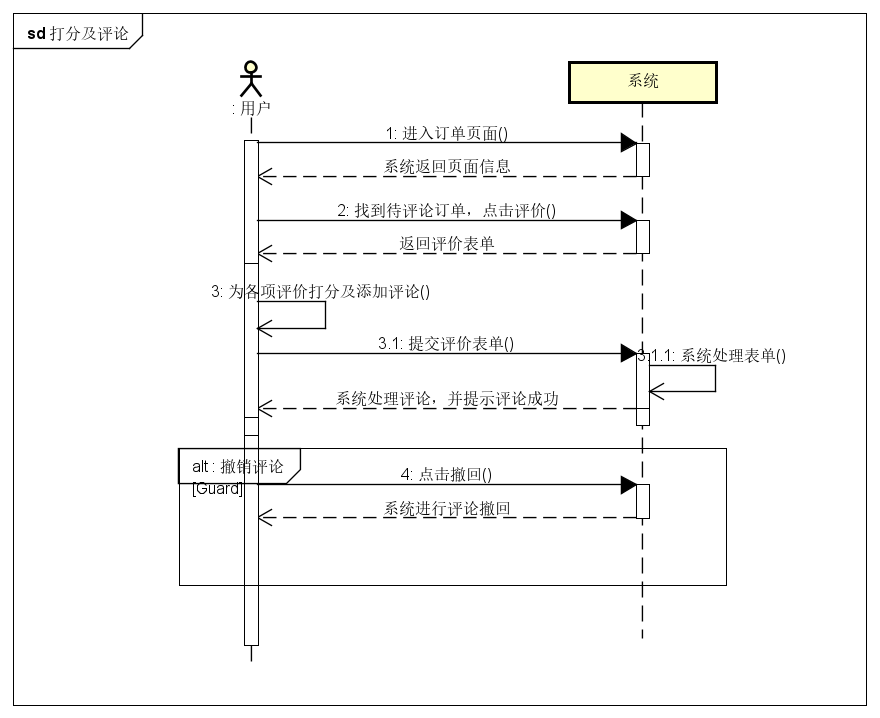 sd 打分及评论
系统
: 用户
1: 进入订单页面()
系统返回页面信息
2: 找到待评论订单，点击评价()
返回评价表单
3: 为各项评价打分及添加评论()
3.1: 提交评价表单()
3.1.1: 系统处理表单()
系统处理评论，并提示评论成功
alt : 撤销评论
4: 点击撤回()
[Guard]
系统进行评论撤回